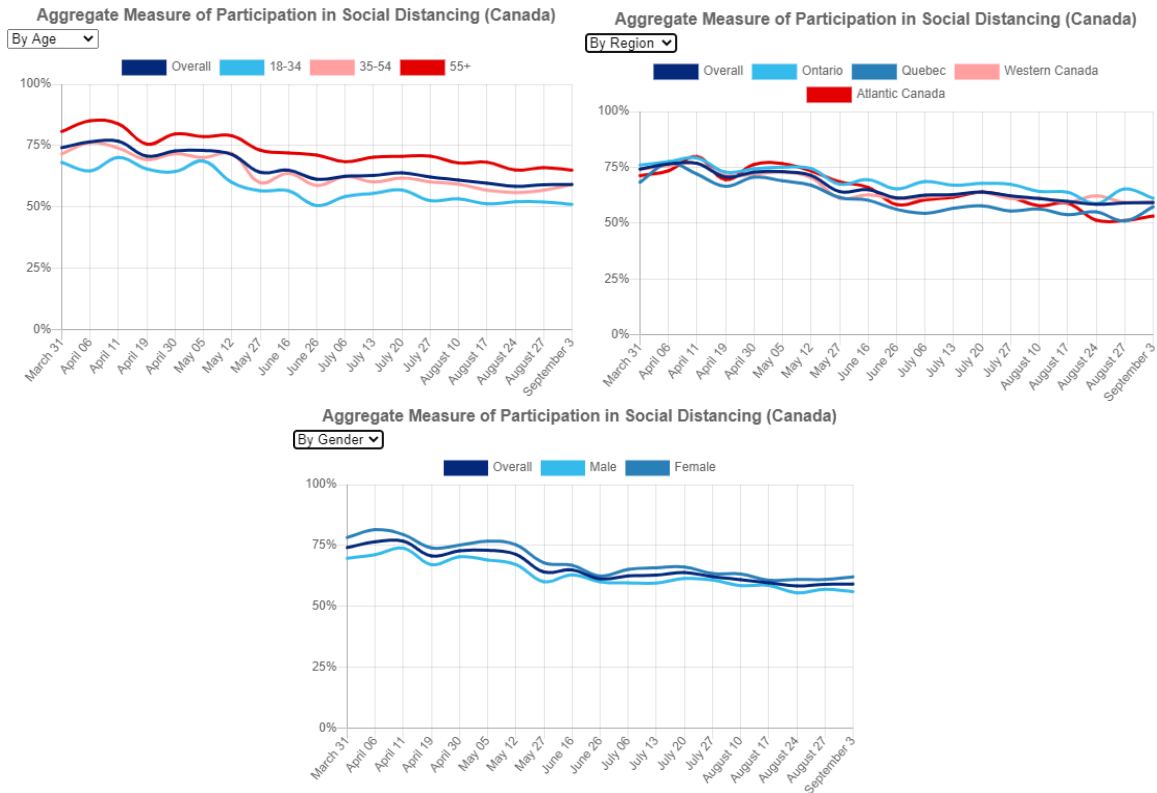 Aggregate Measure of Participation in Social Distancing (Canada)
By Age
Overall 18-34 35-54 55+
100%
75%
50%
25%
0%
March 31 April 06 April 11 April 19 April 30 May 05 May 12 May 27 June 16 June 26 July 06 July 13 July 20 July 27 August 10 August 17 August 24 August 27 September 3
Aggregate Measure of Participation in Social Distancing (Canada)
By Region
Overall Ontario Quebec Western Canada
Atlantic Canada
100%
75%
50%
25%
0%
March 31 April 06 April 11 April 19 April 30 May 05 May 12 May 27 June 16 June 26 July 06 July 13 July 20 July 27 August 10 August 17 August 24 August 27 September 3
Aggregate Measure of Participation in Social Distancing (Canada)
By Gender
Overall Male Female
100%
75%
50%
25%
0%
March 31 April 06 April 11 April 19 April 30 May 05 May 12 May 27 June 16 June 26 July 06 July 13 July 20 July 27 August 10 August 17 August 24 August 27 September 3